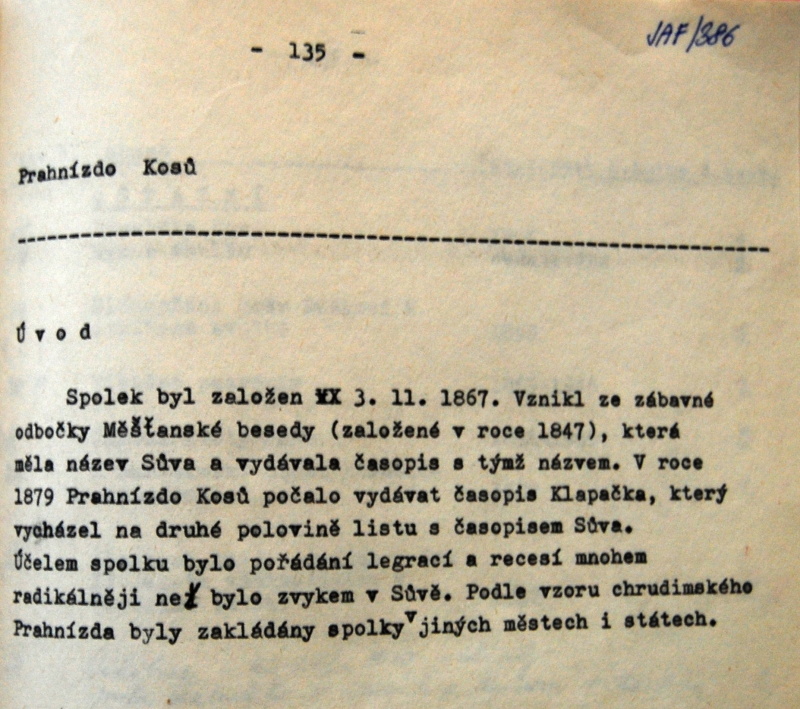 - 135 -
JAF/386
Prahnízdo Kosů
Úvod
Spolek byl založen XX 3. 11. 1867. Vznikl ze zábavné
odbočky Měšťanské besedy (založené v roce 1847), která
měla název Sůva a vydávala časopis s týmž názvem. V roce
1879 Prahnízdo Kosů počalo vydávat časopis Klapačka, který
vycházel na druhé polovině listu s časopisem Sůva.
Účelem spolku bylo pořádání legrací a recesí mnohem
radikálněji než bylo zvykem v Sůvě. Podle vzoru chrudimského
Prahnízda byly zakládány spolky v jiných městech i státech.